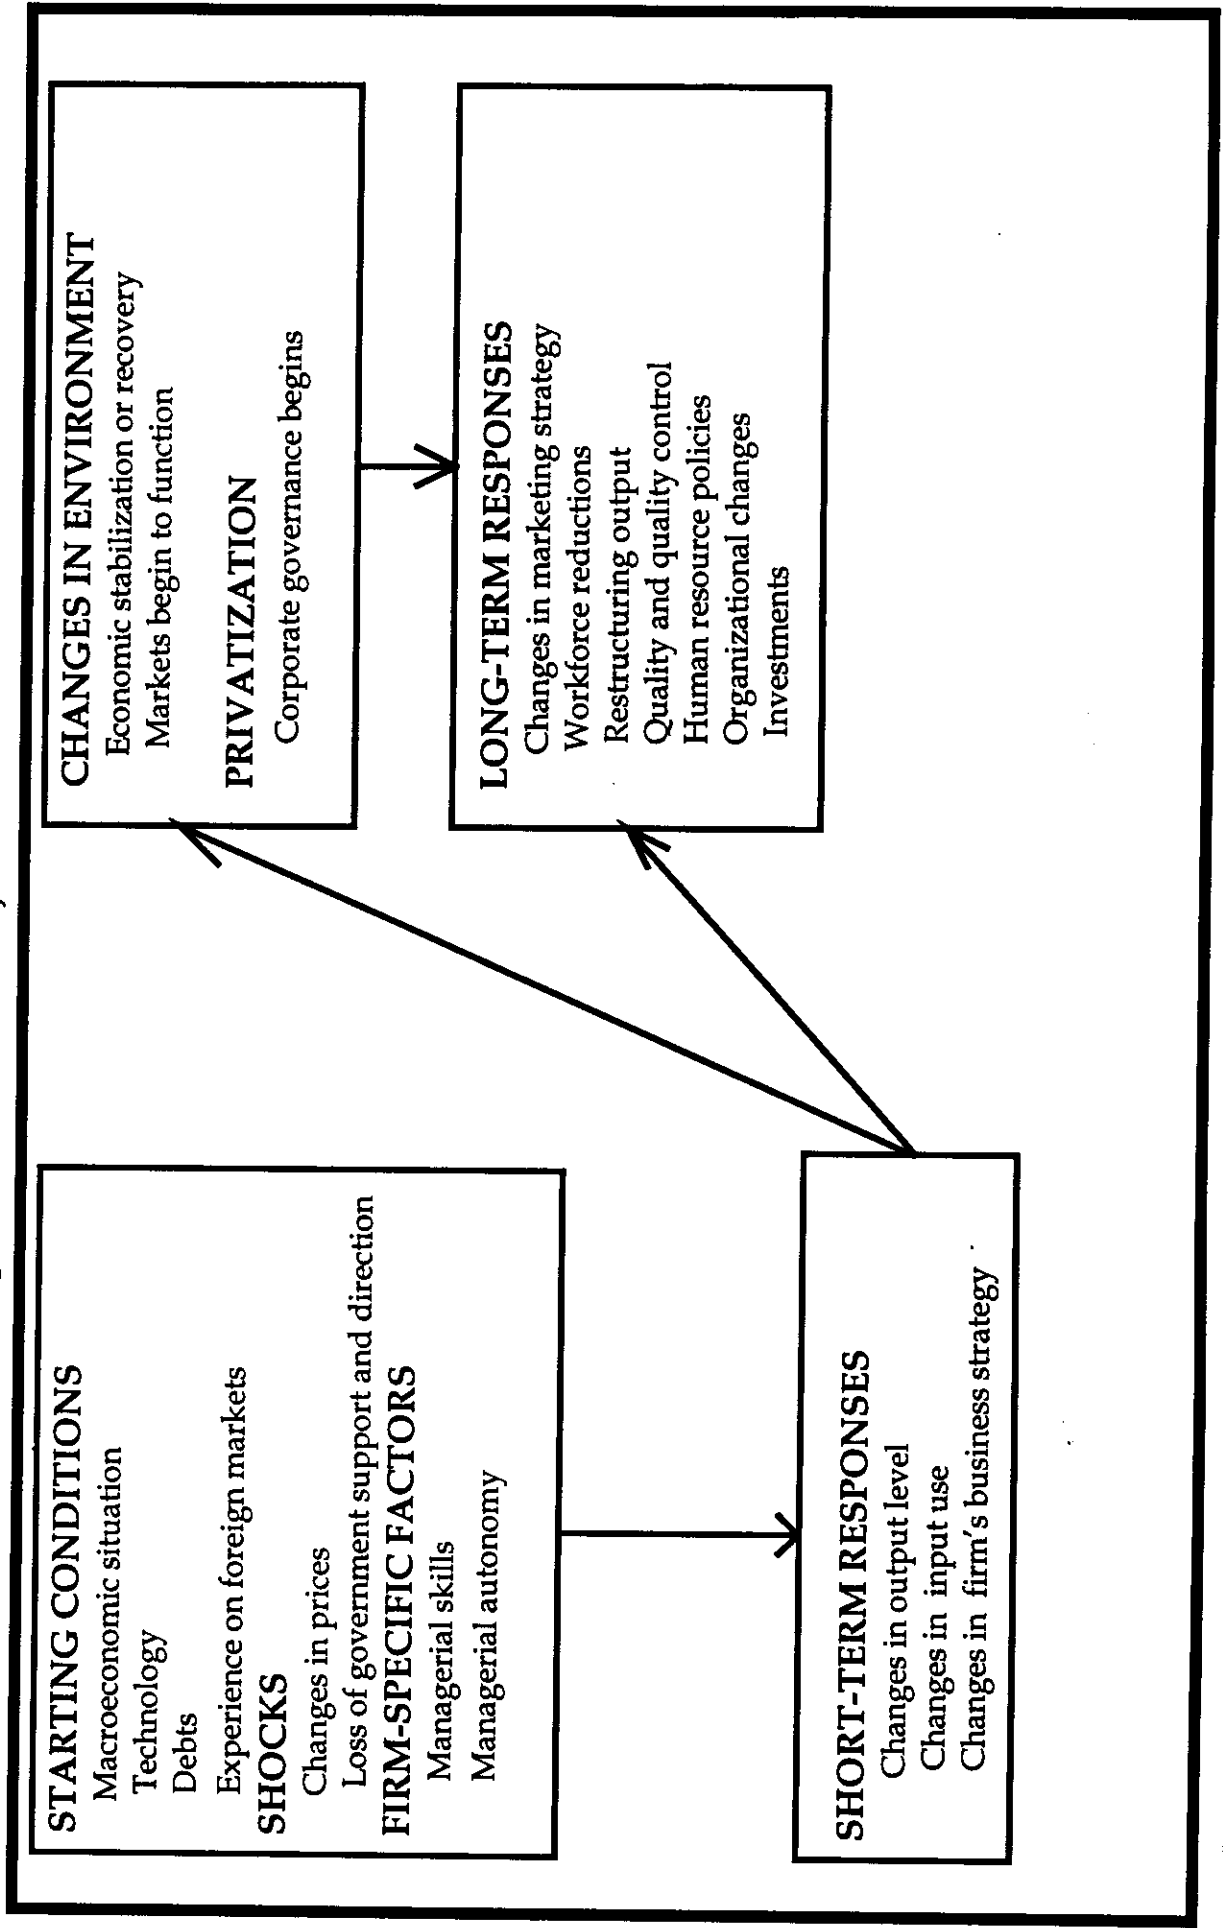 STARTING CONDITIONS
Macroeconomic situation
Technology
Debts
Experience on foreign markets
SHOCKS
Changes in prices
Loss of government support and direction
FIRM-SPECIFIC FACTORS
Managerial skills
Managerial autonomy
SHORT-TERM RESPONSES
Changes in output level
Changes in input use
Changes in firm's business strategy
CHANGES IN ENVIRONMENT
Economic stabilization or recovery
Markets begin to function
PRIVATIZATION
Corporate governance begins
LONG-TERM RESPONSES
Changes in marketing strategy
Workforce reductions
Restructuring output
Quality and quality control
Human resource policies
Organizational changes
Investments